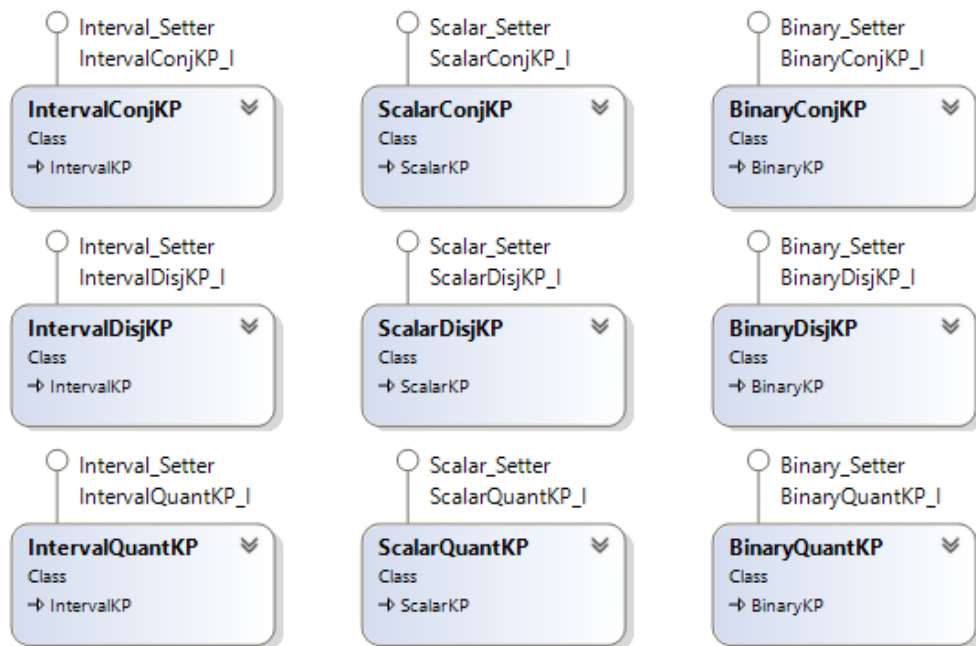 Interval_Setter
IntervalConjKP_I
IntervalConjKP
Class
IntervalKP
Scalar_Setter
ScalarConjKP_I
ScalarConjKP
Class
ScalarKP
Binary_Setter
BinaryConjKP_I
BinaryConjKP
Class
BinaryKP
Interval_Setter
IntervalDisjKP_I
IntervalDisjKP
Class
IntervalKP
Scalar_Setter
ScalarDisjKP_I
ScalarDisjKP
Class
ScalarKP
Binary_Setter
BinaryDisjKP_I
BinaryDisjKP
Class
BinaryKP
Interval_Setter
IntervalQuantKP_I
IntervalQuantKP
Class
IntervalKP
Scalar_Setter
ScalarQuantKP_I
ScalarQuantKP
Class
ScalarKP
Binary_Setter
BinaryQuantKP_I
BinaryQuantKP
Class
BinaryKP